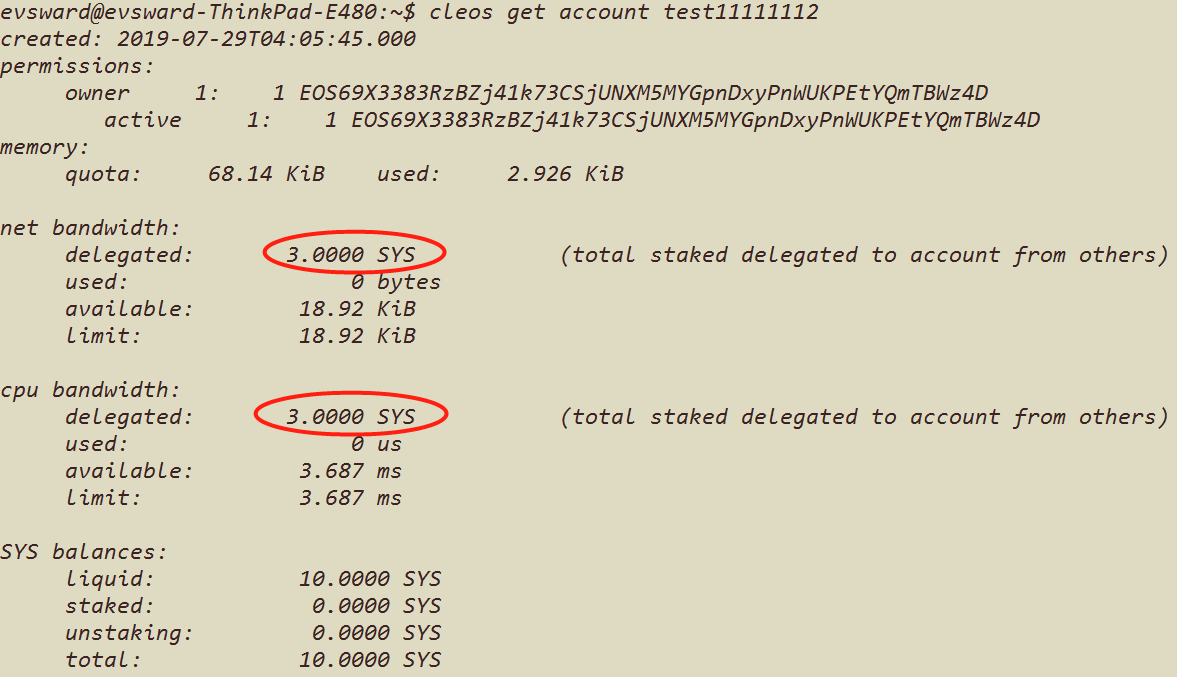 evsward@evsward-ThinkPad-E480:~$ cleos get account test11111112
created: 2019-07-29T04:05:45.000
permissions:
     owner     1:    1 EOS69X3383RzBZj41k73CSjUNXM5MYGpnDxyPnWUKPEtYQmTBWz4D
        active     1:    1 EOS69X3383RzBZj41k73CSjUNXM5MYGpnDxyPnWUKPEtYQmTBWz4D
memory:
     quota:     68.14 KiB    used:     2.926 KiB
net bandwidth:
     delegated:       3.0000 SYS           (total staked delegated to account from others)
     used:                 0 bytes
     available:        18.92 KiB
     limit:            18.92 KiB
cpu bandwidth:
     delegated:       3.0000 SYS           (total staked delegated to account from others)
     used:                 0 us
     available:        3.687 ms
     limit:            3.687 ms
SYS balances:
     liquid:           10.0000 SYS
     staked:            0.0000 SYS
     unstaking:         0.0000 SYS
     total:            10.0000 SYS